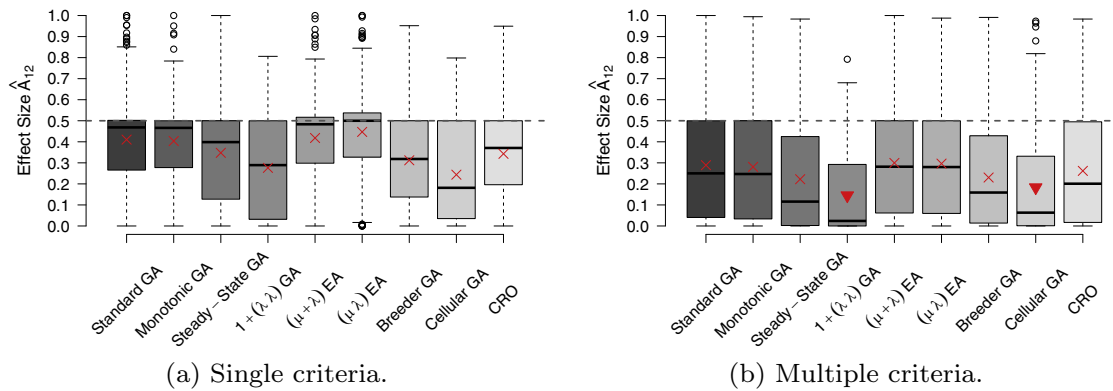 Effect Size Â12
1.0
0.9
0.8
0.7
0.6
0.5
0.4
0.3
0.2
0.1
0.0
Standard GA
Monotonic GA
Steady−State GA
1+(λ λ) GA
(μ+λ) EA
(μ λ) EA
Breeder GA
Cellular GA
CRO
(a) Single criteria.
Effect Size Â12
1.0
0.9
0.8
0.7
0.6
0.5
0.4
0.3
0.2
0.1
0.0
Standard GA
Monotonic GA
Steady−State GA
1+(λ λ) GA
(μ+λ) EA
(μ λ) EA
Breeder GA
Cellular GA
CRO
(b) Multiple criteria.